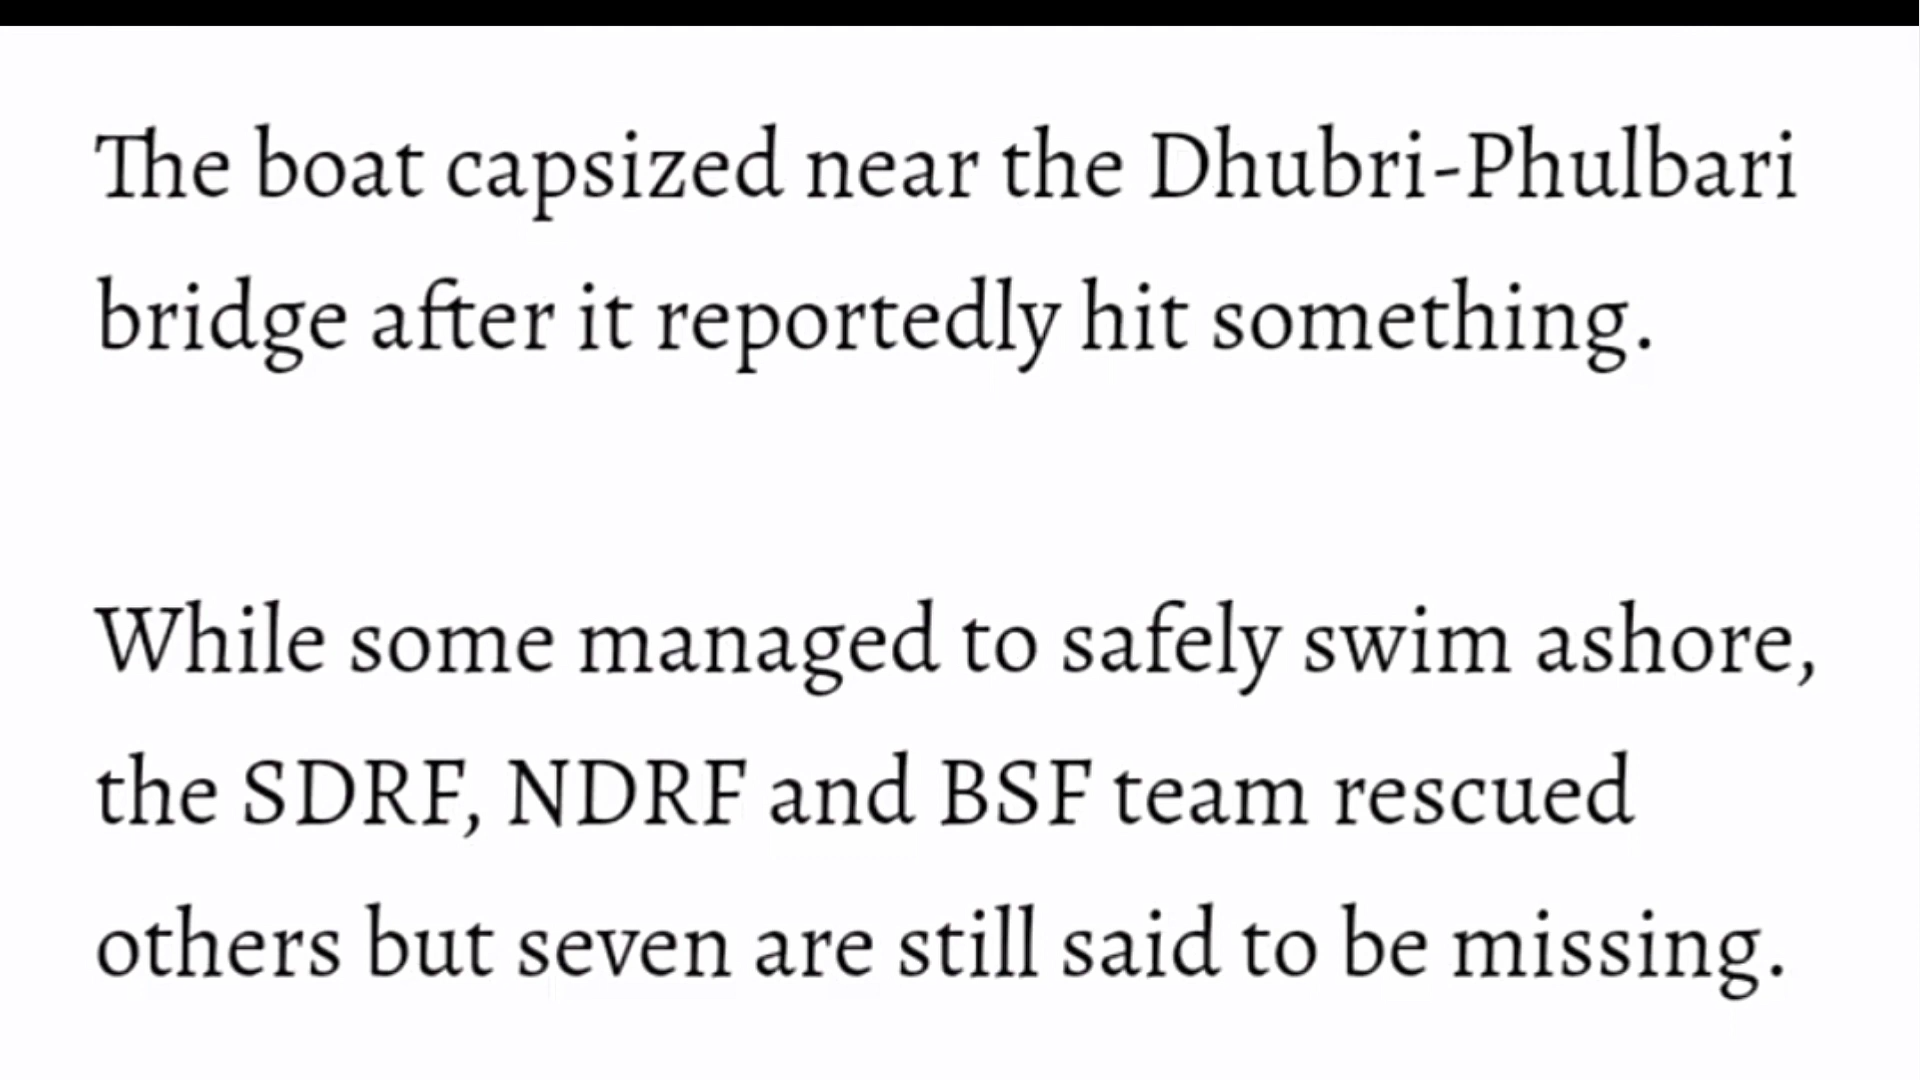 The boat capsized near the Dhubri-Phulbari
bridge after it reportedly hit something.
While some managed to safely swim ashore,
the SDRF, NDRF and BSF team rescued
others but seven are still said to be missing.